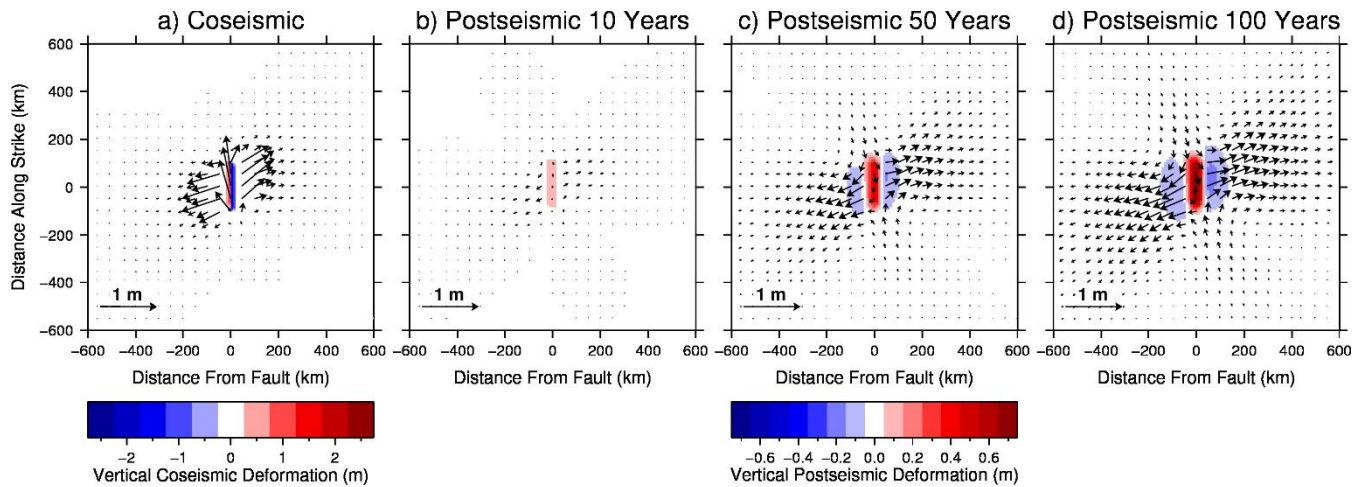 a) Coseismic
b) Postseismic 10 Years
c) Postseismic 50 Years
d) Postseismic 100 Years
Distance Along Strike (km)
600
400
200
0
−200
−400
−600
1 m
1 m
1 m
1 m
−600 −400 −200 0 200 400 600
−600 −400 −200 0 200 400 600
−600 −400 −200 0 200 400 600
−600 −400 −200 0 200 400 600
Distance From Fault (km)
Distance From Fault (km)
Distance From Fault (km)
Distance From Fault (km)
−2 −1 0 1 2
Vertical Coseismic Deformation (m)
−0.6 −0.4 −0.2 0.0 0.2 0.4 0.6
Vertical Postseismic Deformation (m)